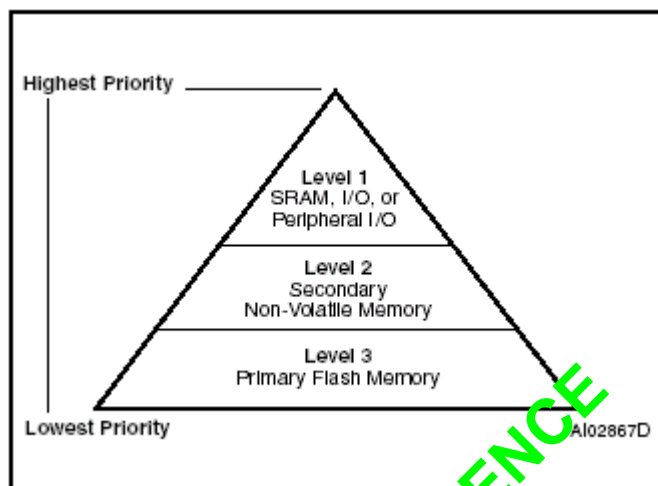 Highest Priority
Level 1
SRAM, I/O, or
Peripheral I/O
Level 2
Secondary
Non-Volatile Memory
Level 3
Primary Flash Memory
Lowest Priority
AI02867D
ENCE